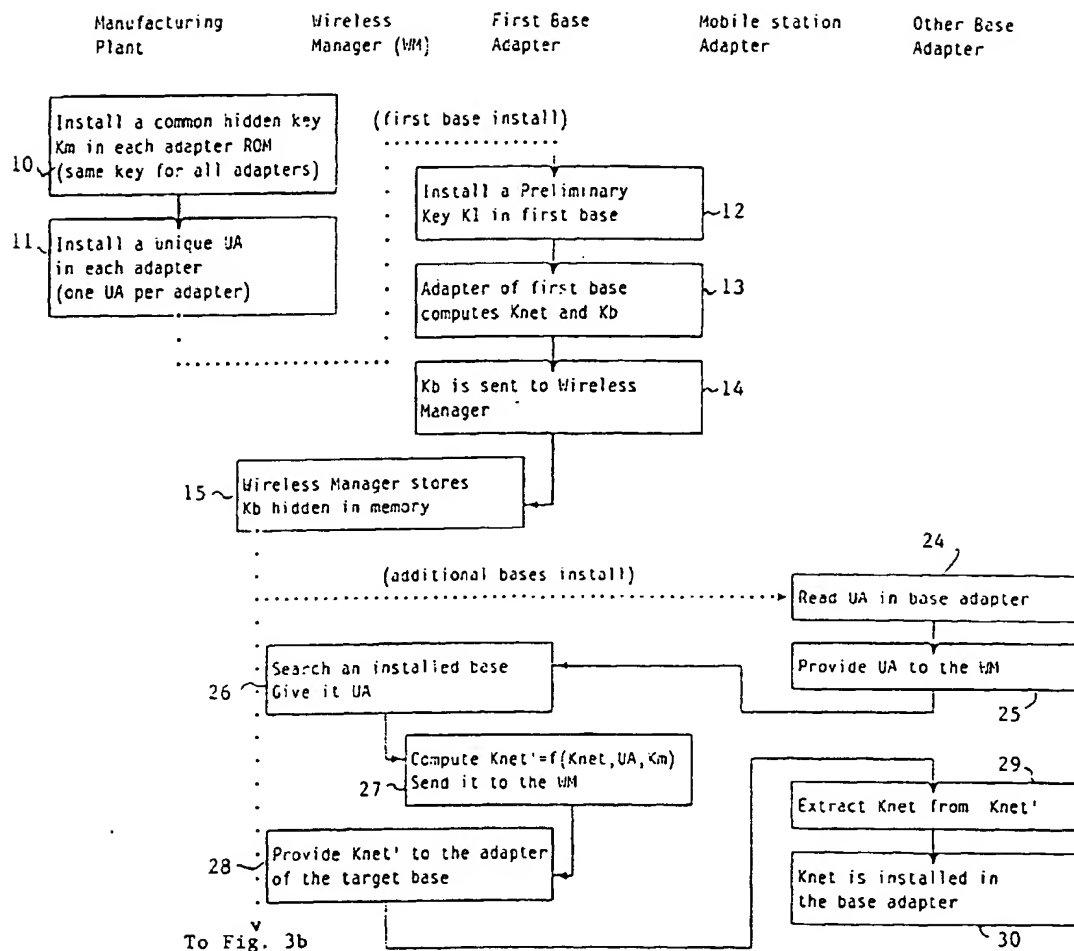 Manufacturing Plant
Wireless Manager (WM)
First Base Adapter
Mobile station Adapter
Other Base Adapter
10
Install a common hidden key
Km in each adapter ROM
(same key for all adapters)
11
Install a unique UA
in each adapter
(one UA per adapter)
(first base install)
Install a Preliminary
Key K1 in first base
12
Adapter of first base
computes Knet and Kb
13
Kb is sent to Wireless
Manager
14
15
Wireless Manager stores
Kb hidden in memory
(additional bases install)
24
Read UA in base adapter
Provide UA to the WM
25
Search an installed base
Give it UA
26
Compute Knet'=f(Knet,UA,Km)
Send it to the WM
27
28
Provide Knet' to the adapter
of the target base
29
Extract Knet from Knet'
Knet is installed in
the base adapter
30
To Fig. 3b